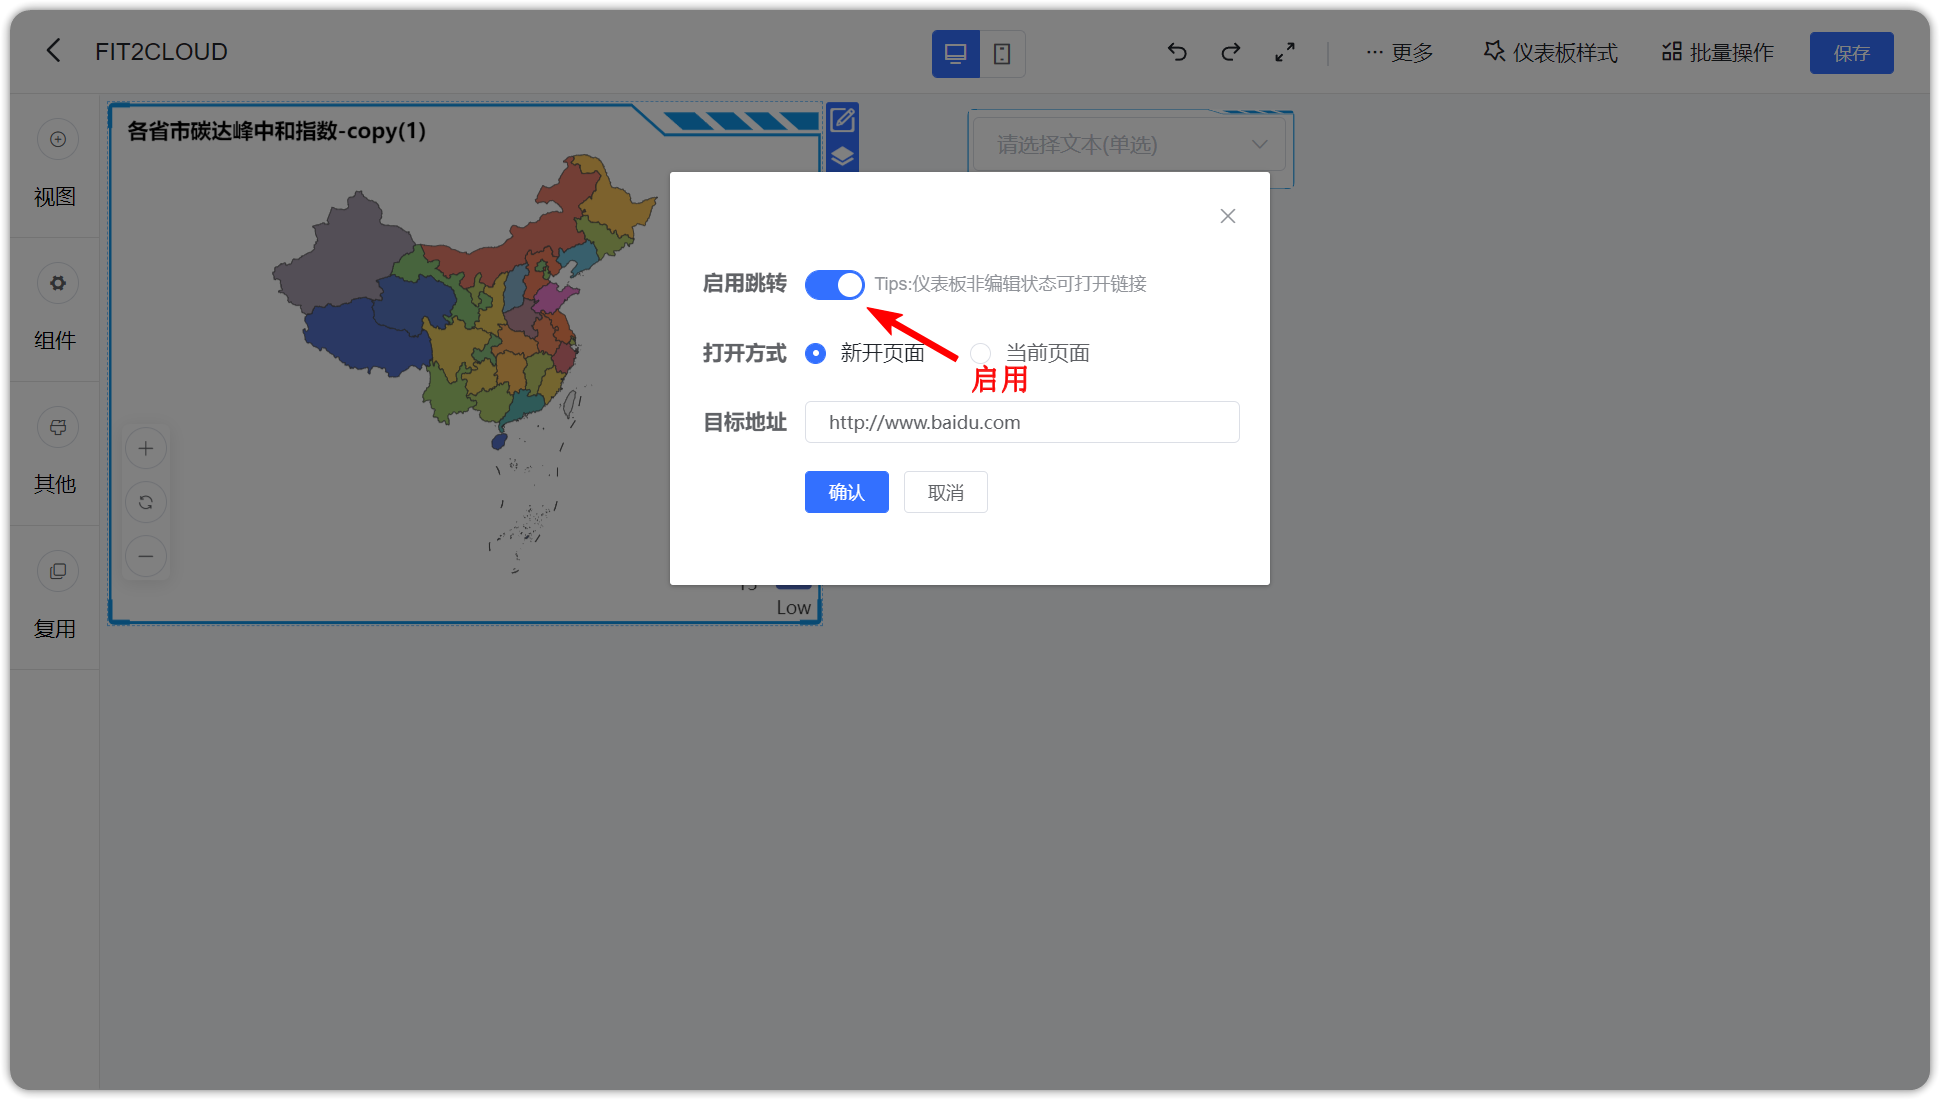 FIT2CLOUD
更多
仪表板样式
批量操作
保存
视图
组件
其他
复用
各省市碳达峰中和指数-copy(1)
请选择文本(单选)
启用跳转
Tips:仪表板非编辑状态可打开链接
打开方式
新开页面
当前页面
启用
目标地址
http://www.baidu.com
确认
取消
Low